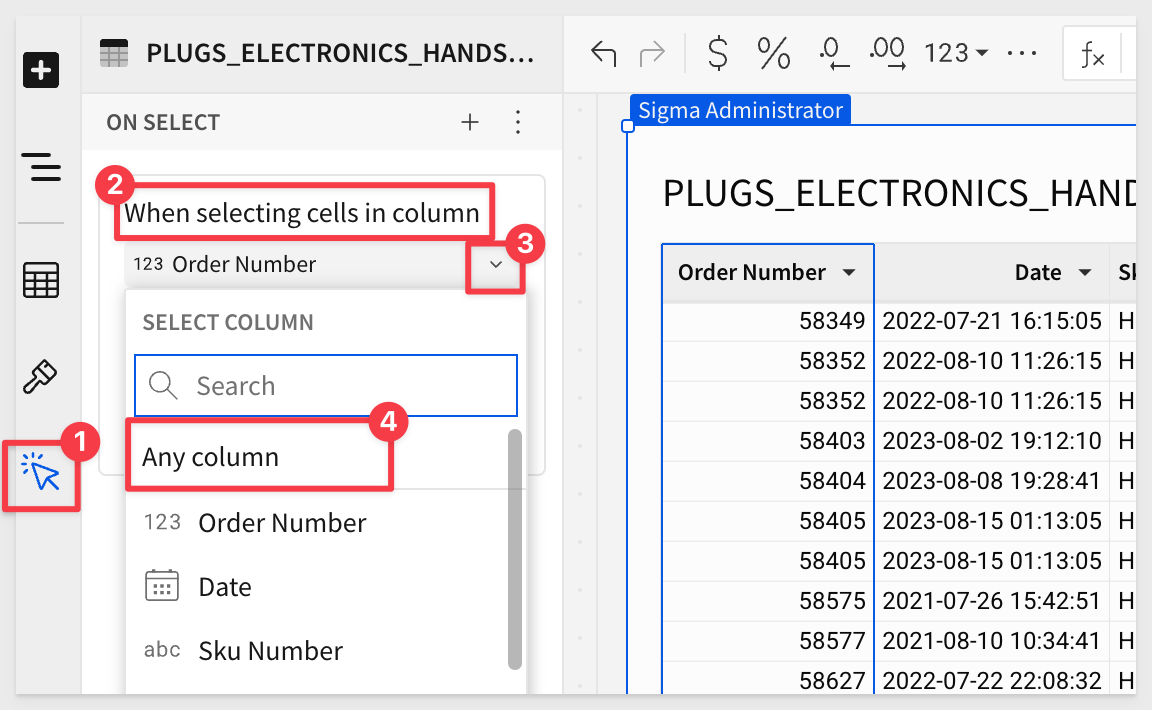 PLUGS_ELECTRONICS_HANDS...
$ % .0 .00 123 ... fx
ON SELECT
Sigma Administrator
2
When selecting cells in column
3
123 Order Number
SELECT COLUMN
Search
4
Any column
1
123 Order Number
Date
abc Sku Number
PLUGS_ELECTRONICS_HAND
Order Number Date Sk
58349 2022-07-21 16:15:05 H
58352 2022-08-10 11:26:15 H
58352 2022-08-10 11:26:15 H
58403 2023-08-02 19:12:10 H
58404 2023-08-08 19:28:41 H
58405 2023-08-15 01:13:05 H
58405 2023-08-15 01:13:05 H
58575 2021-07-26 15:42:51 H
58577 2021-08-10 10:34:41 H
58627 2022-07-22 22:08:32 H